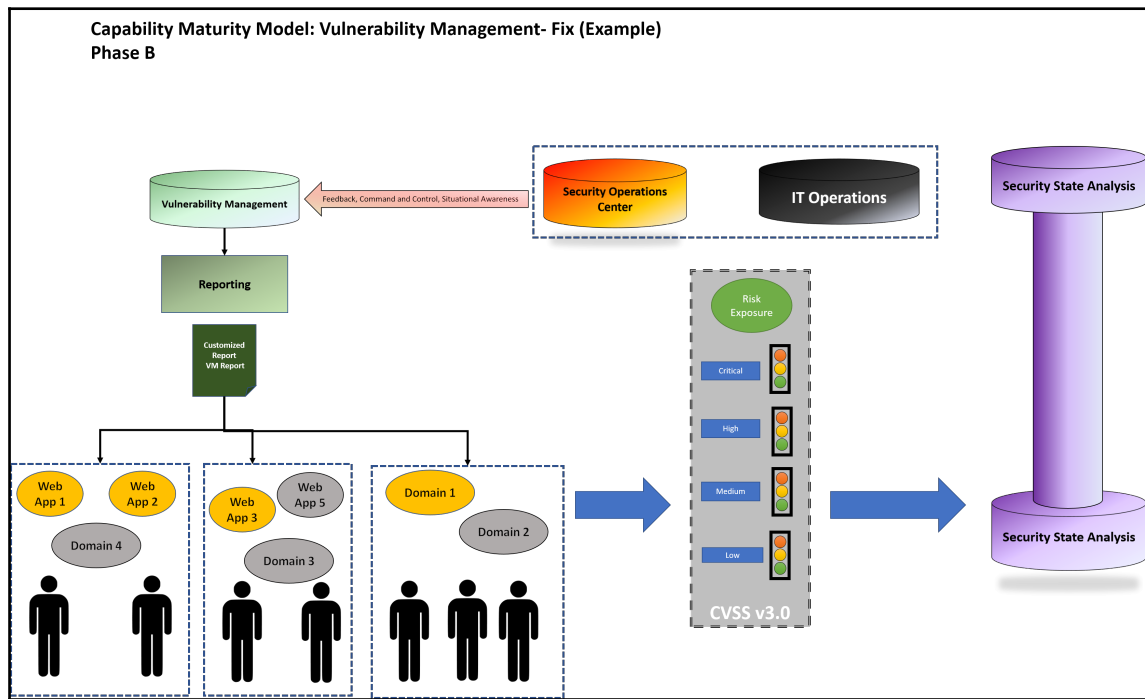 Capability Maturity Model: Vulnerability Management- Fix (Example)
Phase B
Vulnerability Management
Feedback, Command and Control, Situational Awareness
Security Operations
Center
IT Operations
Security State Analysis
Reporting
Customized
Report
VM Report
Risk
Exposure
Critical
High
Medium
Low
CVSS v3.0
Web
App 1
Web
App 2
Domain 4
Web
App 3
Web
App 5
Domain 3
Domain 1
Domain 2
Security State Analysis